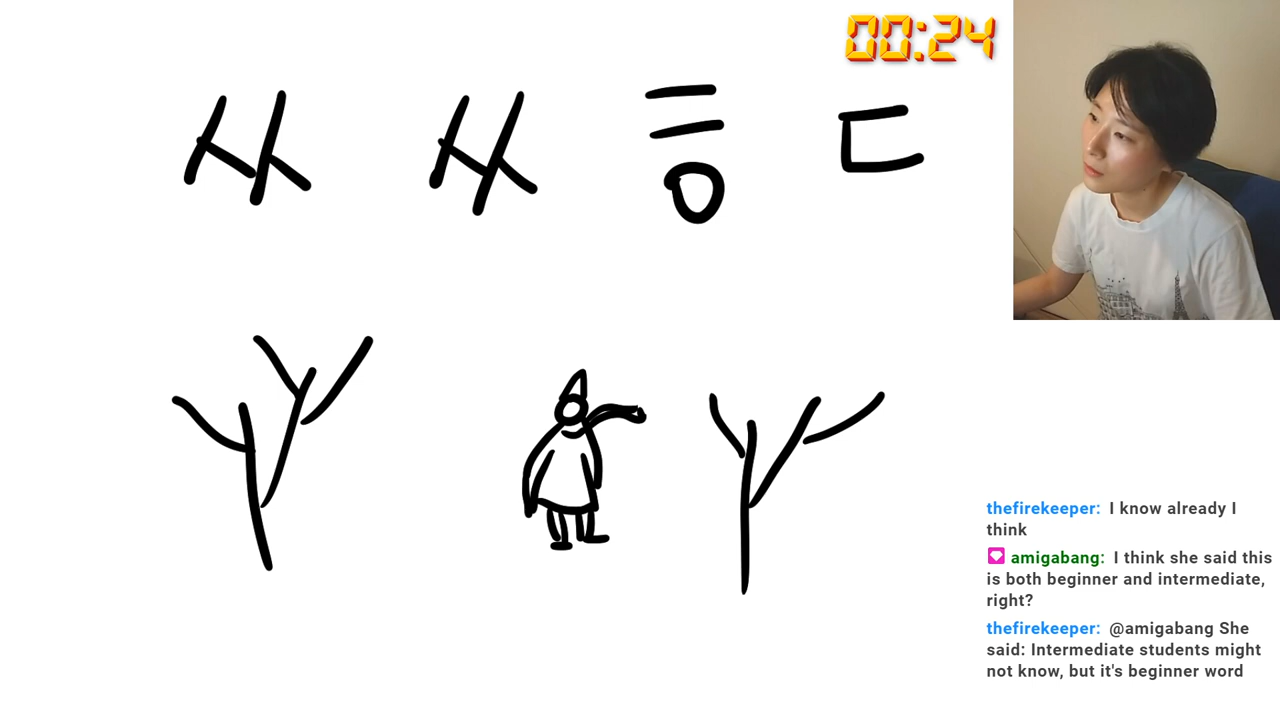 00:24
ㅆ ㅆ ㅎ ㄷ
thefirekeeper: I know already I
think
amigabang: I think she said this
is both beginner and intermediate,
right?
thefirekeeper: @amigabang She
said: Intermediate students might
not know, but it's beginner word